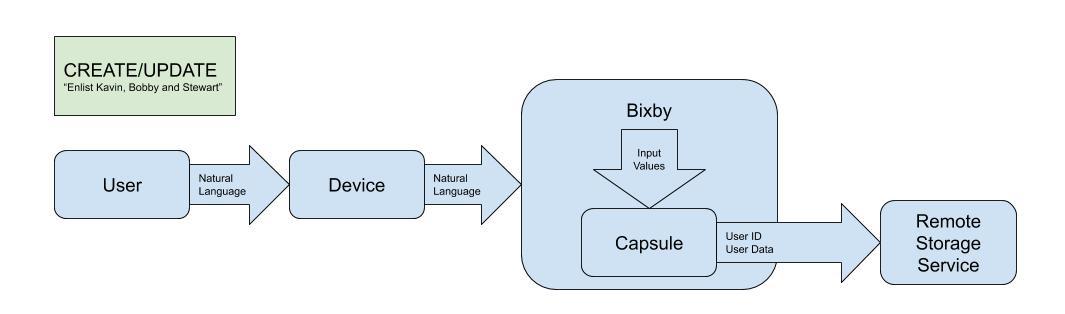 CREATE/UPDATE
“Enlist Kavin, Bobby and Stewart”
User
Natural
Language
Device
Natural
Language
Bixby
Input
Values
Capsule
User ID
User Data
Remote
Storage
Service